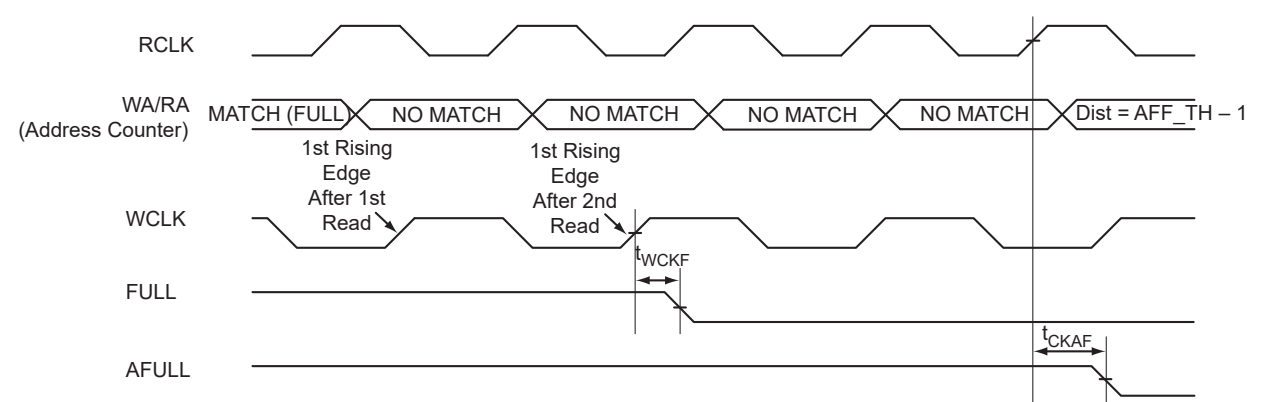 RCLK
WA/RA
(Address Counter)
MATCH (FULL)
NO MATCH
NO MATCH
NO MATCH
NO MATCH
Dist = AFF_TH – 1
1st Rising
Edge
After 1st
Read
1st Rising
Edge
After 2nd
Read
WCLK
tWCKF
FULL
tCKAF
AFULL